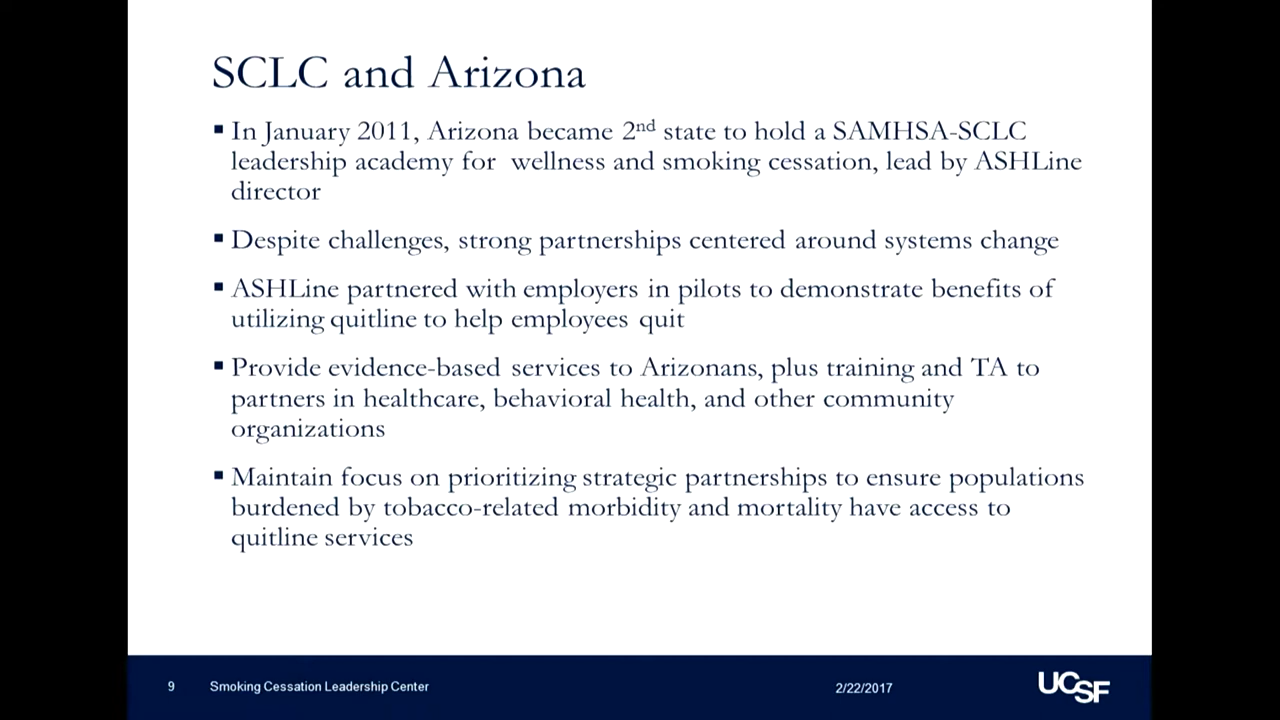 SCLC and Arizona
▪ In January 2011, Arizona became 2nd state to hold a SAMHSA-SCLC
leadership academy for wellness and smoking cessation, lead by ASHLine
director
▪ Despite challenges, strong partnerships centered around systems change
▪ ASHLine partnered with employers in pilots to demonstrate benefits of
utilizing quitline to help employees quit
▪ Provide evidence-based services to Arizonans, plus training and TA to
partners in healthcare, behavioral health, and other community
organizations
▪ Maintain focus on prioritizing strategic partnerships to ensure populations
burdened by tobacco-related morbidity and mortality have access to
quitline services
9 Smoking Cessation Leadership Center 2/22/2017 UCSF